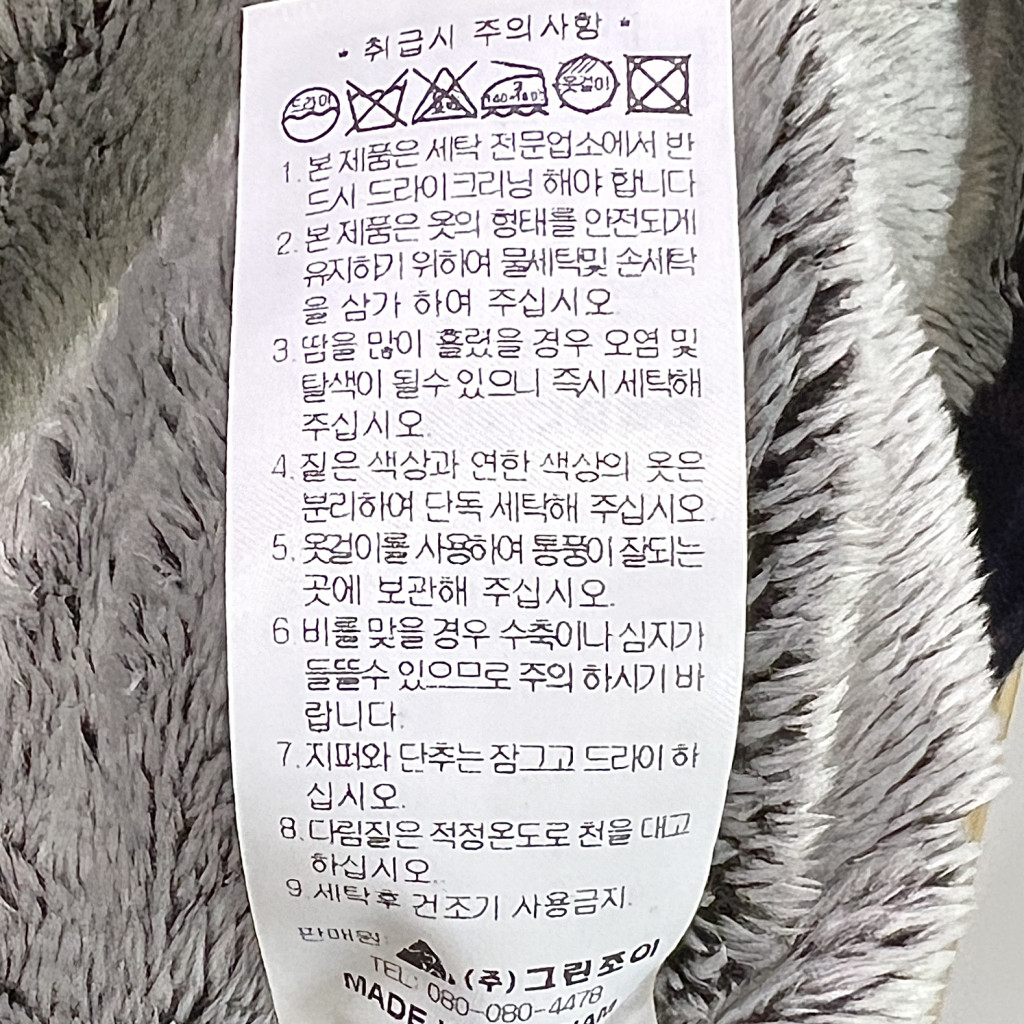 • 취급시 주의사항 •
드라이 옷걸이
1. 본 제품은 세탁 전문업소에서 반
드시 드라이크리닝 해야 합니다
2. 본 제품은 옷의 형태를 안전되게
유지하기 위하여 물세탁및 손세탁
을 삼가 하여 주십시오
3. 땀을 많이 흘렸을 경우 오염 및
탈색이 될수 있으니 즉시 세탁해
주십시오.
4. 짙은 색상과 연한 색상의 옷은
분리하여 단독 세탁해 주십시오.
5. 옷걸이를 사용하여 통풍이 잘되는
곳에 보관해 주십시오.
6 비를 맞을 경우 수축이나 심지가
들뜰수 있으므로 주의 하시기 바
랍니다.
7. 지퍼와 단추는 잠그고 드라이 하
십시오.
8. 다림질은 적정온도로 천을 대고
하십시오.
9. 세탁후 건조기 사용금지.
판매원 (주)그린조이
TEL: 080-080-4478
MADE